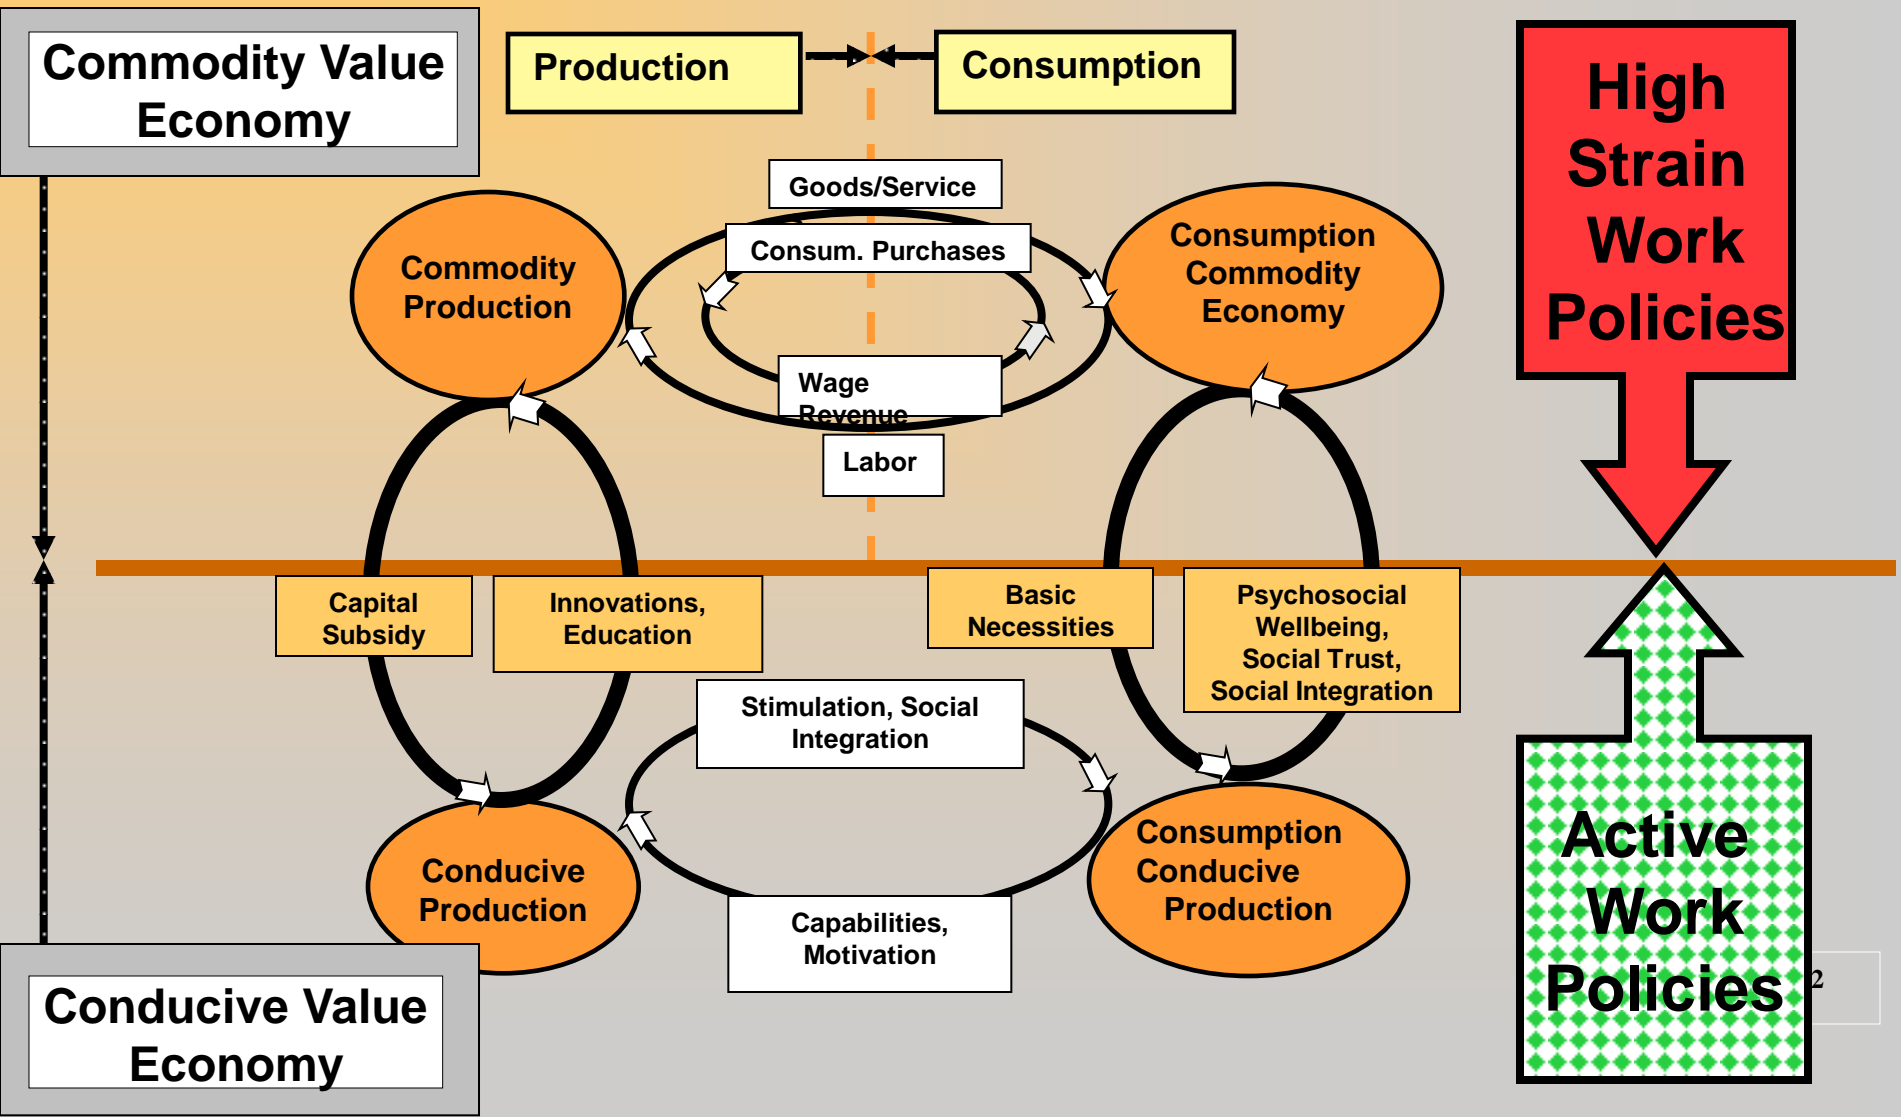 Commodity Value
Economy
Production
Consumption
High
Strain
Work
Policies
Goods/Service
Consum. Purchases
Commodity
Production
Consumption
Commodity
Economy
Wage
Revenue
Labor
Capital
Subsidy
Innovations,
Education
Basic
Necessities
Psychosocial
Wellbeing,
Social Trust,
Social Integration
Stimulation, Social
Integration
Conducive
Production
Consumption
Conducive
Production
Capabilities,
Motivation
Active
Work
Policies
2
Conducive Value
Economy